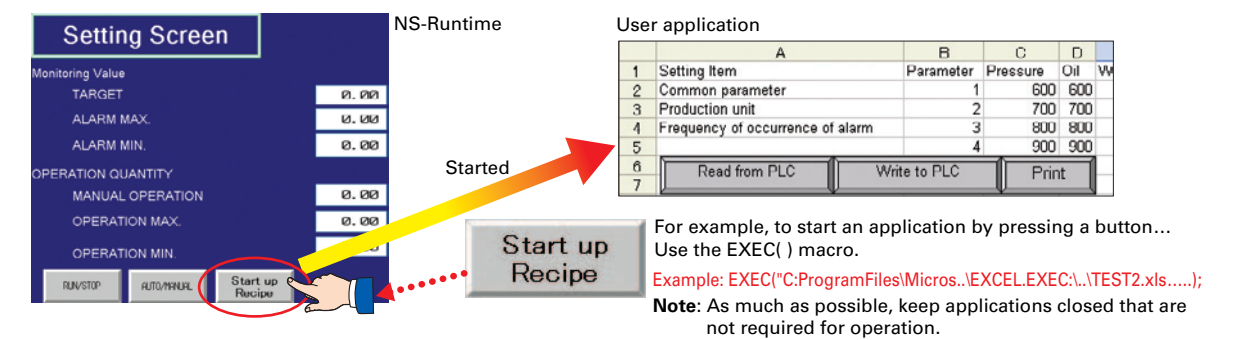 Setting Screen
Monitoring Value
TARGET 0.00
ALARM MAX. 0.00
ALARM MIN. 0.00
OPERATION QUANTITY
MANUAL OPERATION 0.00
OPERATION MAX. 0.00
OPERATION MIN.
RUN/STOP AUTO/MANUAL Start up
Recipe
NS-Runtime
Started
User application
A B C D
1 Setting Item Parameter Pressure Oil
2 Common parameter 1 600 600
3 Production unit 2 700 700
4 Frequency of occurrence of alarm 3 800 800
5 4 900 900
6 Read from PLC Write to PLC Print
7
Start up
Recipe
For example, to start an application by pressing a button…
Use the EXEC( ) macro.
Example: EXEC("C:ProgramFiles\Micros..\EXCEL.EXEC:\..\TEST2.xls.....);
Note: As much as possible, keep applications closed that are
not required for operation.